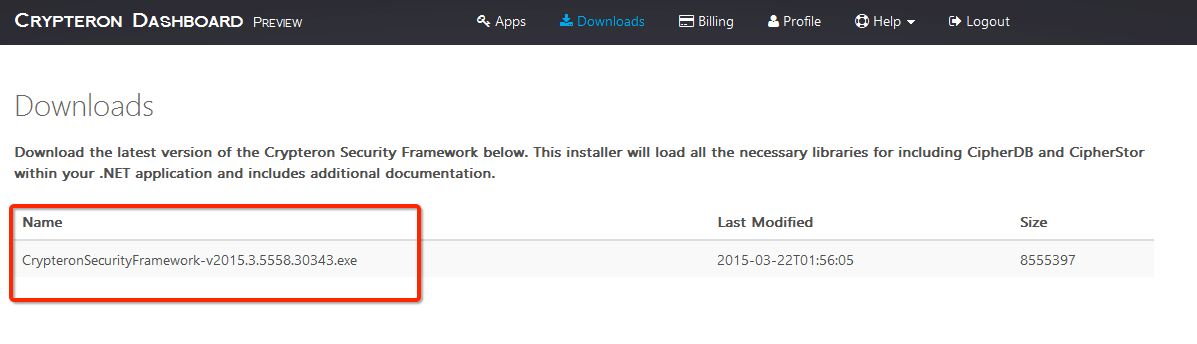 Crypteron Dashboard Preview Apps Downloads Billing Profile Help Logout
Downloads
Download the latest version of the Crypteron Security Framework below. This installer will load all the necessary libraries for including CipherDB and CipherStor
within your .NET application and includes additional documentation.
Name Last Modified Size
CrypteronSecurityFramework-v2015.3.5558.30343.exe 2015-03-22T01:56:05 8555397